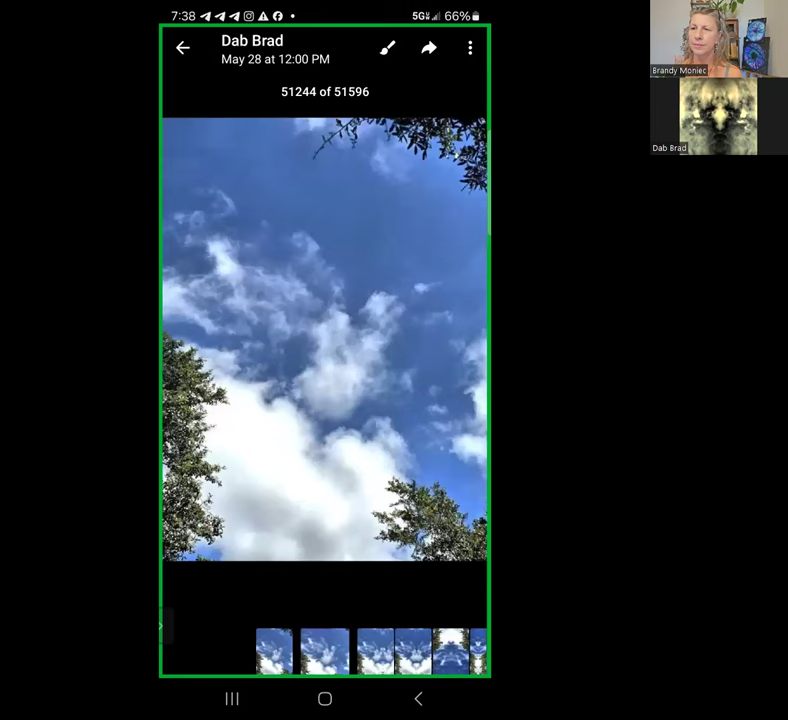 7:38
5G 66%
Dab Brad
May 28 at 12:00 PM
51244 of 51596
Brandy Moniec
Dab Brad